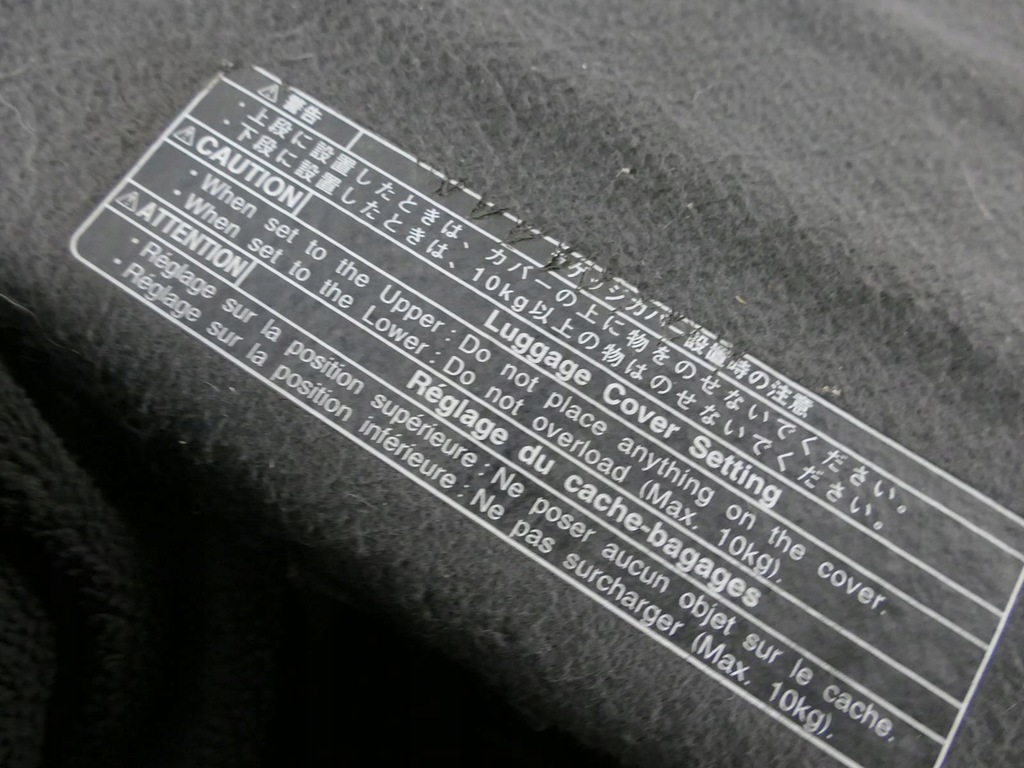 ⚠警告 ラゲッジカバー設置時の注意
・上段に設置したときは、カバーの上に物をのせないでください。
・下段に設置したときは、10kg以上の物はのせないでください。
⚠CAUTION Luggage Cover Setting
・When set to the Upper : Do not place anything on the cover.
・When set to the Lower : Do not overload (Max. 10kg).
⚠ATTENTION Réglage du cache-bagages
・Réglage sur la position supérieure : Ne poser aucun objet sur le cache.
・Réglage sur la position inférieure : Ne pas surcharger (Max. 10kg).